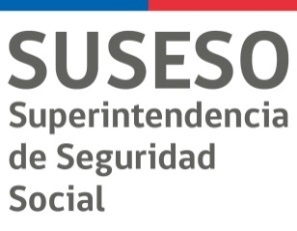 SUSESO
Superintendencia
de Seguridad
Social